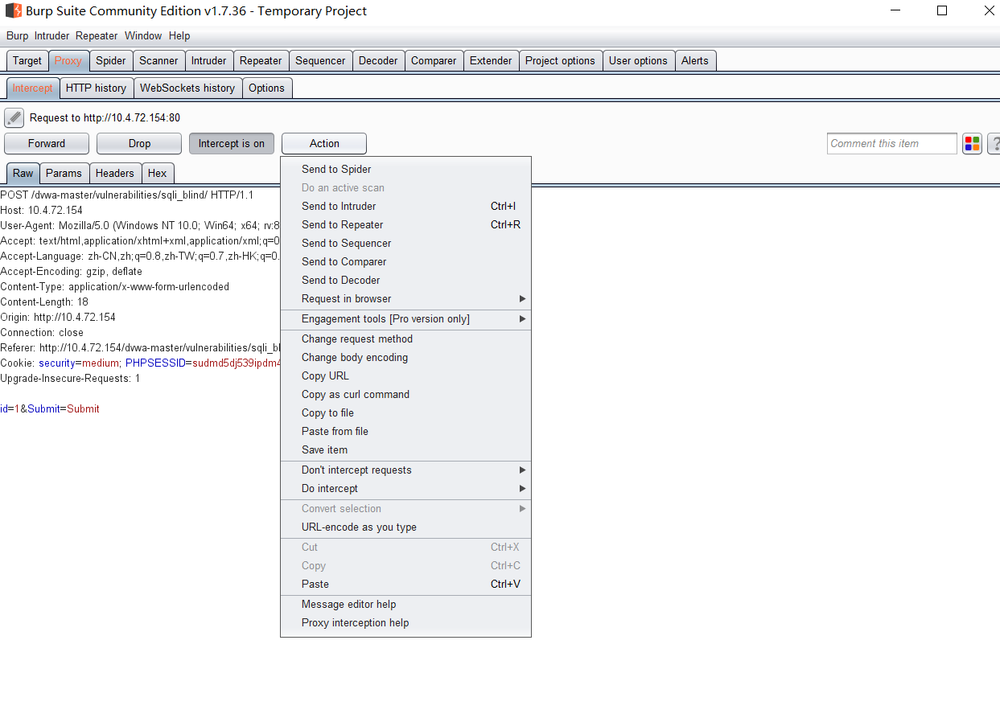 Burp Suite Community Edition v1.7.36 - Temporary Project
Burp Intruder Repeater Window Help
Target Proxy Spider Scanner Intruder Repeater Sequencer Decoder Comparer Extender Project options User options Alerts
Intercept HTTP history WebSockets history Options
Request to http://10.4.72.154:80
Forward Drop Intercept is on Action Comment this item ?
Raw Params Headers Hex
POST /dvwa-master/vulnerabilities/sqli_blind/ HTTP/1.1
Host: 10.4.72.154
User-Agent: Mozilla/5.0 (Windows NT 10.0; Win64; x64; rv:8
Accept: text/html,application/xhtml+xml,application/xml;q=0
Accept-Language: zh-CN,zh;q=0.8,zh-TW;q=0.7,zh-HK;q=0.
Accept-Encoding: gzip, deflate
Content-Type: application/x-www-form-urlencoded
Content-Length: 18
Origin: http://10.4.72.154
Connection: close
Referer: http://10.4.72.154/dvwa-master/vulnerabilities/sqli_bl
Cookie: security=medium; PHPSESSID=sudmd5dj539ipdm4
Upgrade-Insecure-Requests: 1
id=1&Submit=Submit
Send to Spider
Do an active scan
Send to Intruder Ctrl+I
Send to Repeater Ctrl+R
Send to Sequencer
Send to Comparer
Send to Decoder
Request in browser
Engagement tools [Pro version only]
Change request method
Change body encoding
Copy URL
Copy as curl command
Copy to file
Paste from file
Save item
Don't intercept requests
Do intercept
Convert selection
URL-encode as you type
Cut Ctrl+X
Copy Ctrl+C
Paste Ctrl+V
Message editor help
Proxy interception help